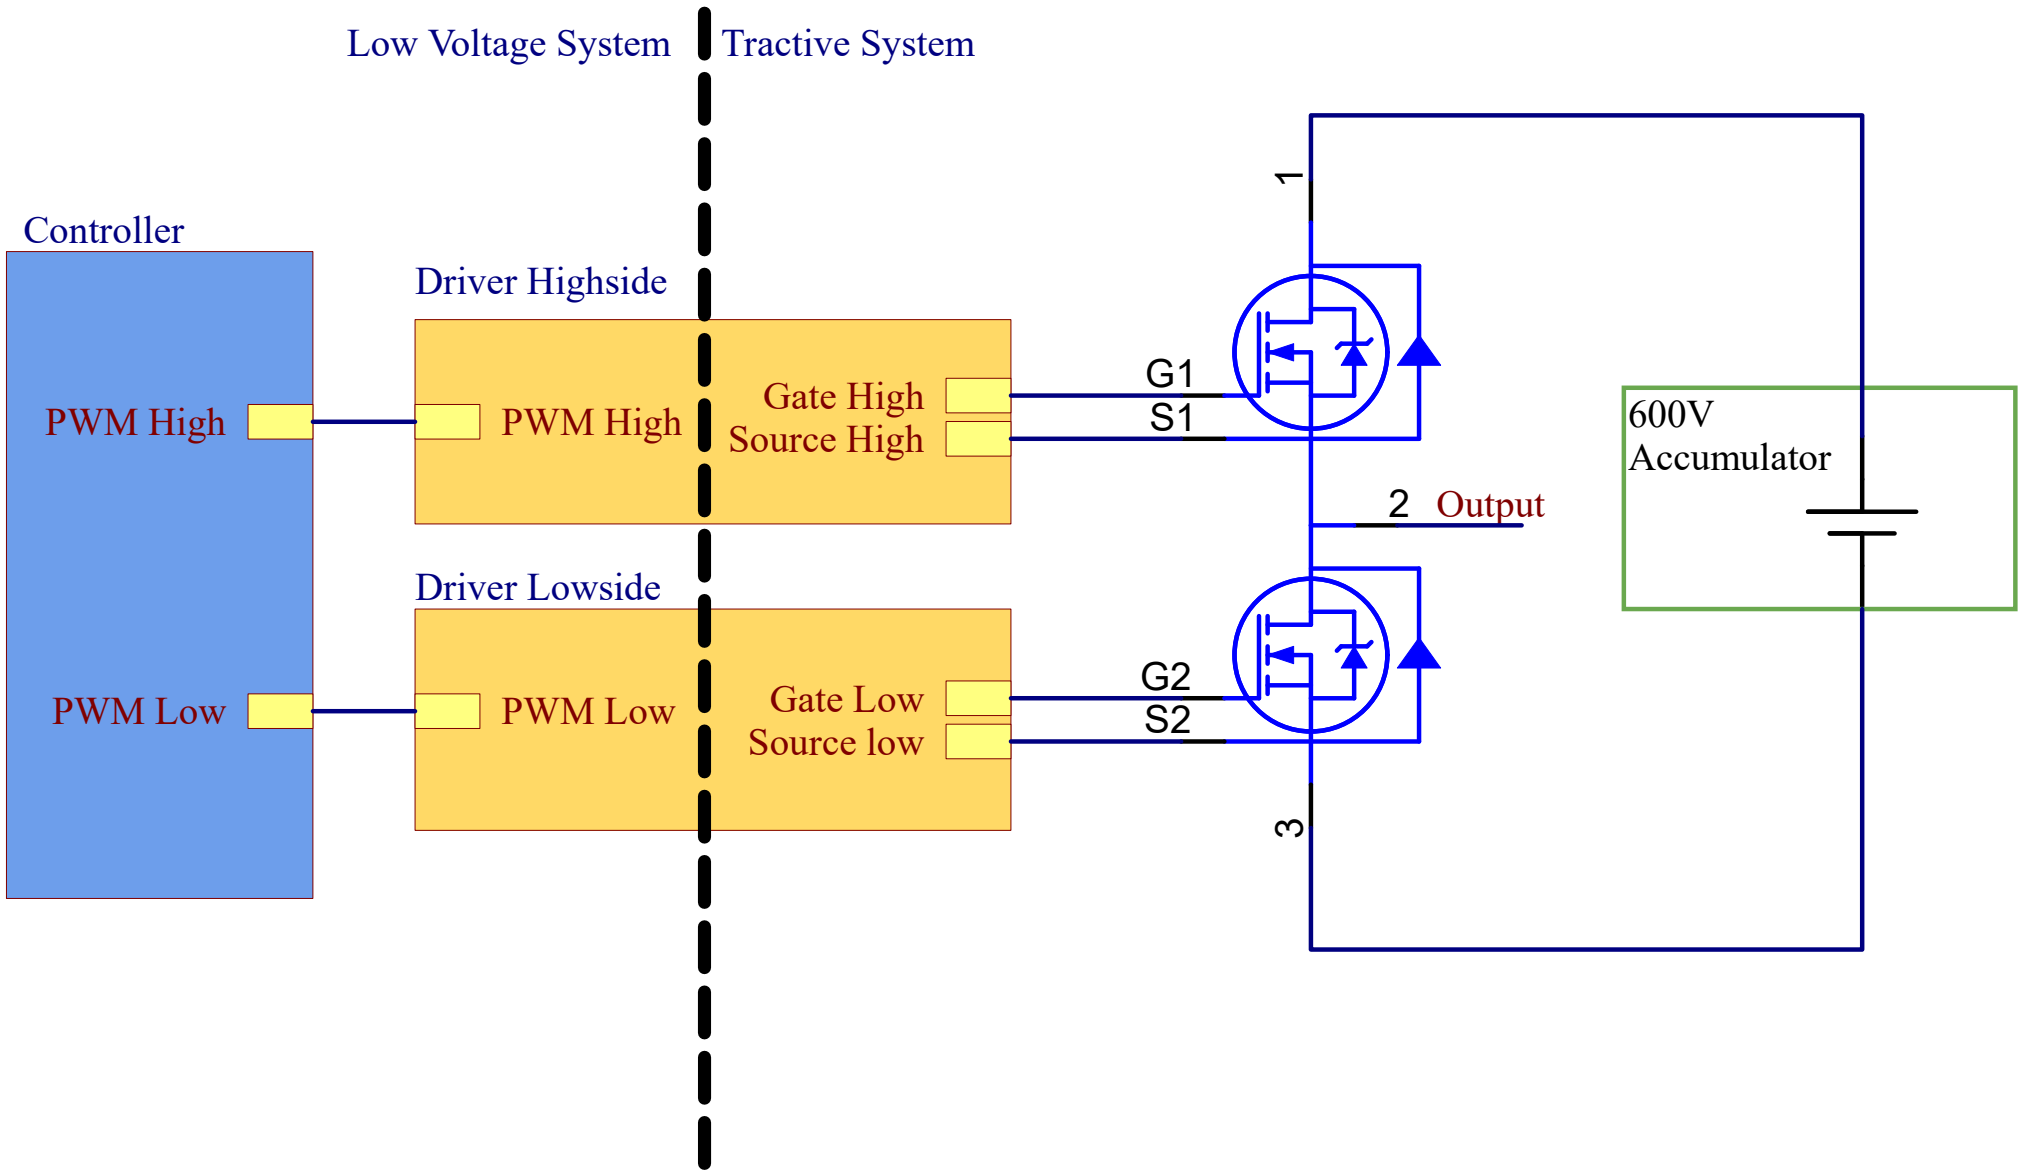 Low Voltage System
Tractive System
1
Controller
Driver Highside
G1
PWM High
PWM High
Gate High
S1
Source High
600V
Accumulator
2
Output
Driver Lowside
G2
PWM Low
PWM Low
Gate Low
S2
Source low
3